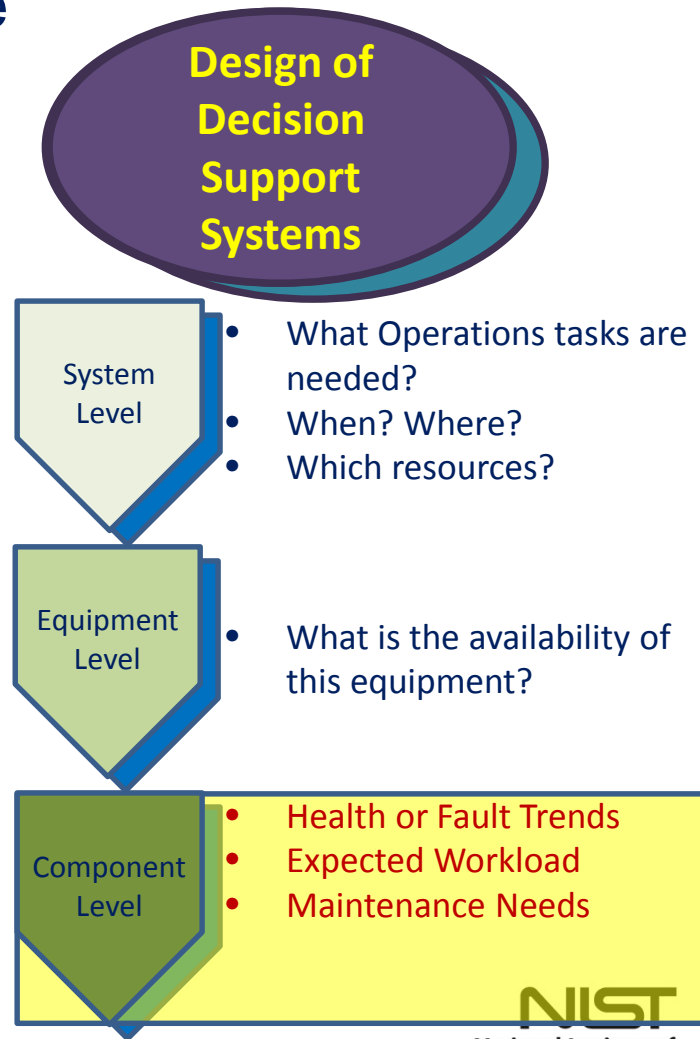 e
Design of
Decision
Support
Systems
System
Level
• What Operations tasks are
needed?
• When? Where?
• Which resources?
Equipment
Level
• What is the availability of
this equipment?
Component
Level
• Health or Fault Trends
• Expected Workload
• Maintenance Needs
NIST